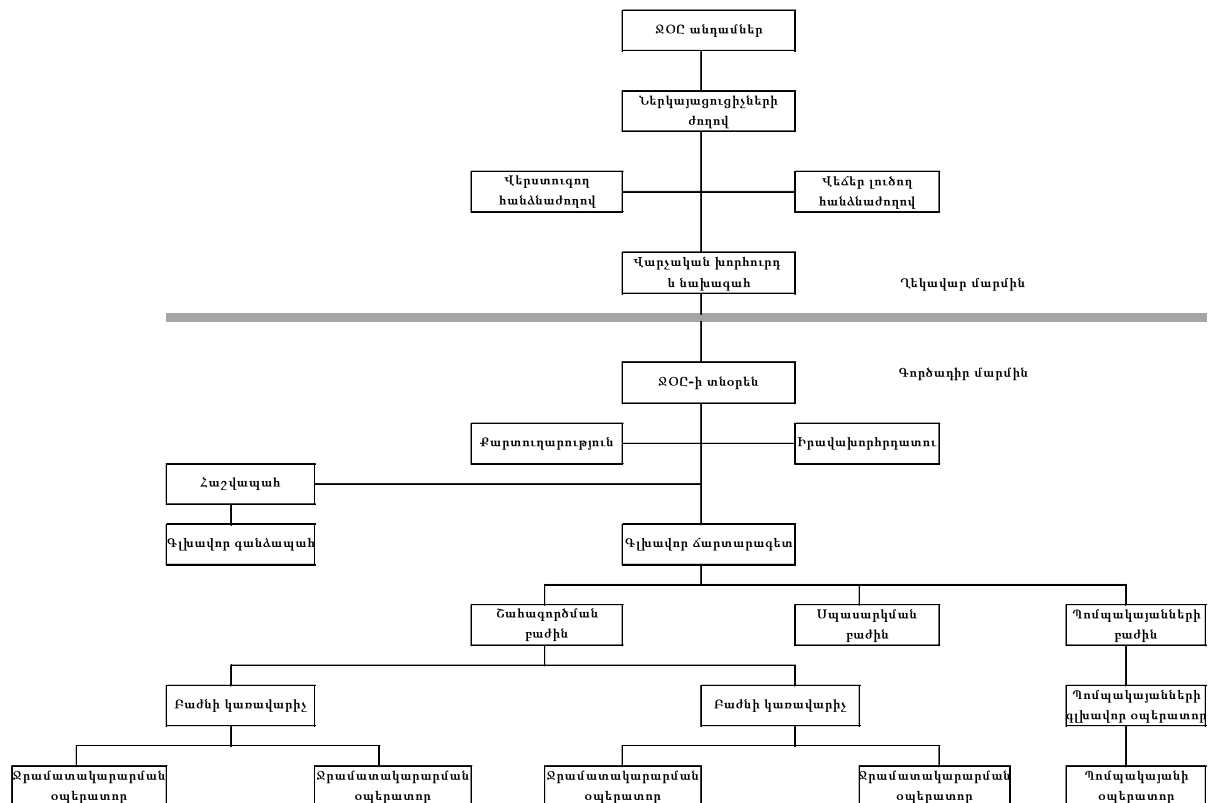 ՋՕԸ անդամներ
Ներկայացուցիչների
ժողով
Վերստուգող
հանձնաժողով
Վեճեր լուծող
հանձնաժողով
Վարչական խորհուրդ
և նախագահ
Ղեկավար մարմին
ՋՕԸ-ի տնօրեն
Գործադիր մարմին
Քարտուղարություն
Իրավախորհրդատու
Հաշվապահ
Գլխավոր գանձապահ
Գլխավոր ճարտարագետ
Շահագործման
բաժին
Սպասարկման
բաժին
Պոմպակայանների
բաժին
Բաժնի կառավարիչ
Բաժնի կառավարիչ
Պոմպակայանների
գլխավոր օպերատոր
Ջրամատակարարման
օպերատոր
Ջրամատակարարման
օպերատոր
Ջրամատակարարման
օպերատոր
Ջրամատակարարման
օպերատոր
Պոմպակայանի
օպերատոր